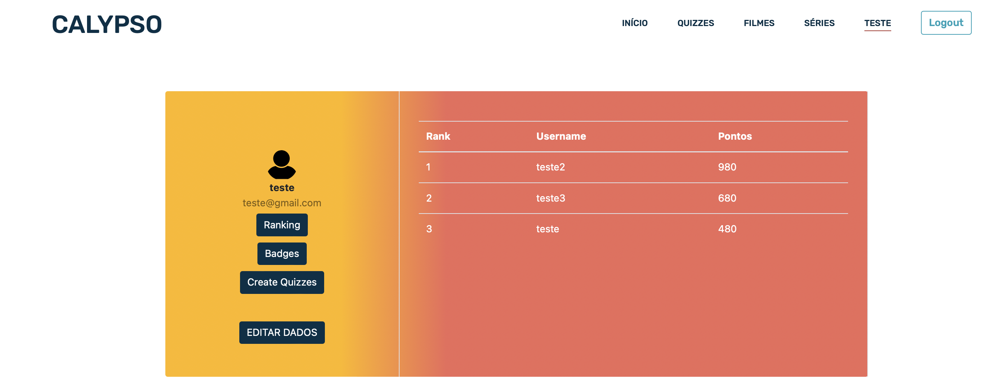 CALYPSO
INÍCIO QUIZZES FILMES SÉRIES TESTE Logout
teste
teste@gmail.com
Ranking
Badges
Create Quizzes
EDITAR DADOS
Rank Username Pontos
1 teste2 980
2 teste3 680
3 teste 480